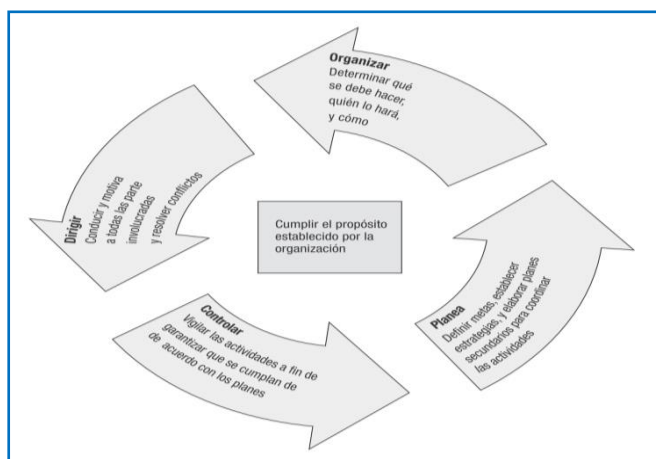 Organizar
Determinar qué
se debe hacer,
quién lo hará,
y cómo
Dirigir
Conducir y motiva
a todas las parte
involucradas
y resolver conflictos
Cumplir el propósito
establecido por la
organización
Controlar
Vigilar las actividades a fin de
garantizar que se cumplan de
de acuerdo con los planes
Planea
Definir metas, establecer
estrategias, y elaborar planes
secundarios para coordinar
las actividades